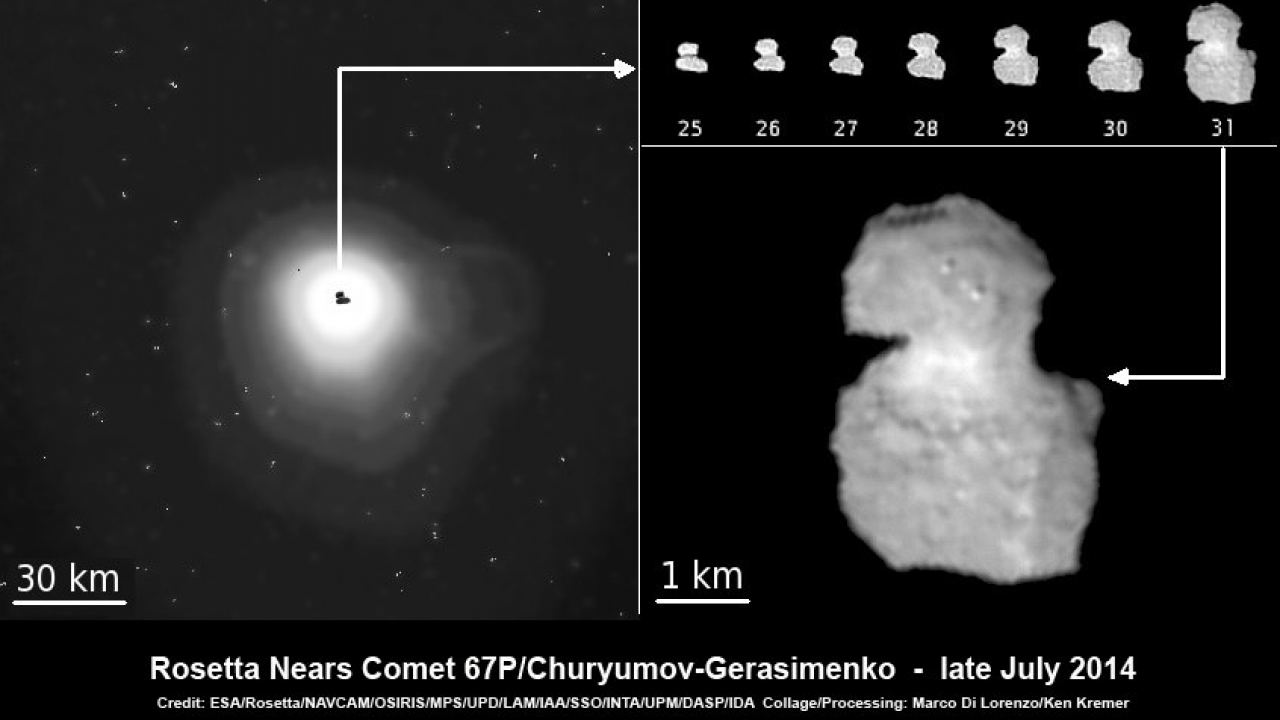 25 26 27 28 29 30 31
30 km
1 km
Rosetta Nears Comet 67P/Churyumov-Gerasimenko - late July 2014
Credit: ESA/Rosetta/NAVCAM/OSIRIS/MPS/UPD/LAM/IAA/SSO/INTA/UPM/DASP/IDA Collage/Processing: Marco Di Lorenzo/Ken Kremer